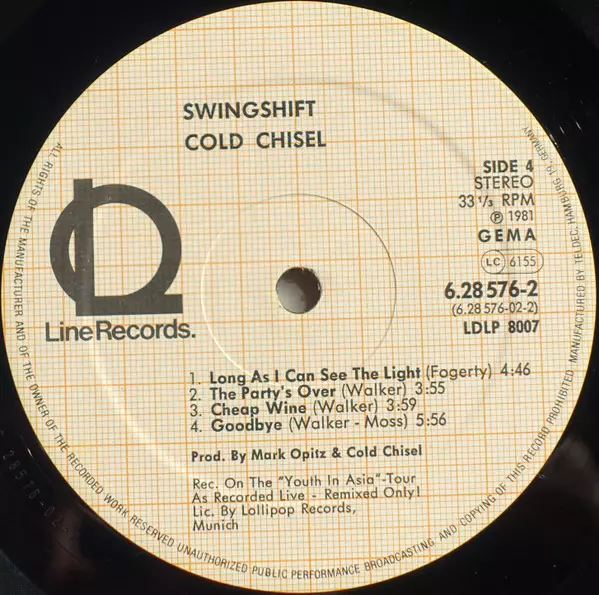 SWINGSHIFT
COLD CHISEL
SIDE 4
STEREO
33 1/3 RPM
℗ 1981
GEMA
LC 6155
6.28 576-2
(6.28 576-02-2)
LDLP 8007
LineRecords.
1. Long As I Can See The Light (Fogerty) 4:46
2. The Party's Over (Walker) 3:55
3. Cheap Wine (Walker) 3:59
4. Goodbye (Walker - Moss) 5:56
Prod. By Mark Opitz & Cold Chisel
Rec. On The "Youth In Asia"-Tour
As Recorded Live - Remixed Only!
Lic. By Lollipop Records,
Munich
ALL RIGHTS OF THE MANUFACTURER AND OF THE OWNER OF THE RECORDED WORK RESERVED UNAUTHORIZED PUBLIC PERFORMANCE BROADCASTING AND COPYING OF THIS RECORD PROHIBITED MANUFACTURED BY TELDEC, HAMBURG 19, GERMANY